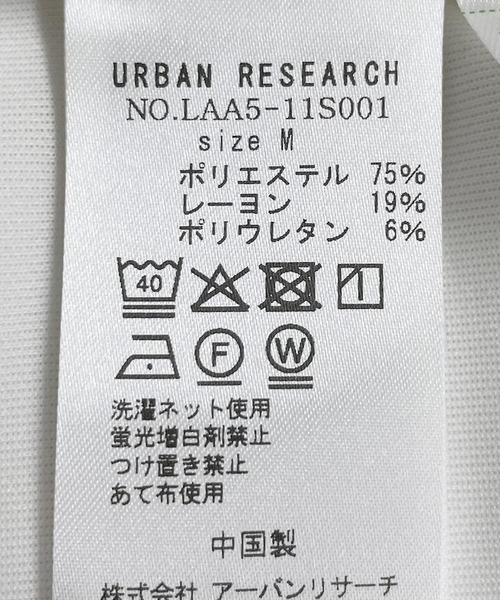 URBAN RESEARCH
NO.LAA5-11S001
size M
ポリエステル 75%
レーヨン 19%
ポリウレタン 6%
40
F W
洗濯ネット使用
蛍光増白剤禁止
つけ置き禁止
あて布使用
中国製
株式会社 アーバンリサーチ